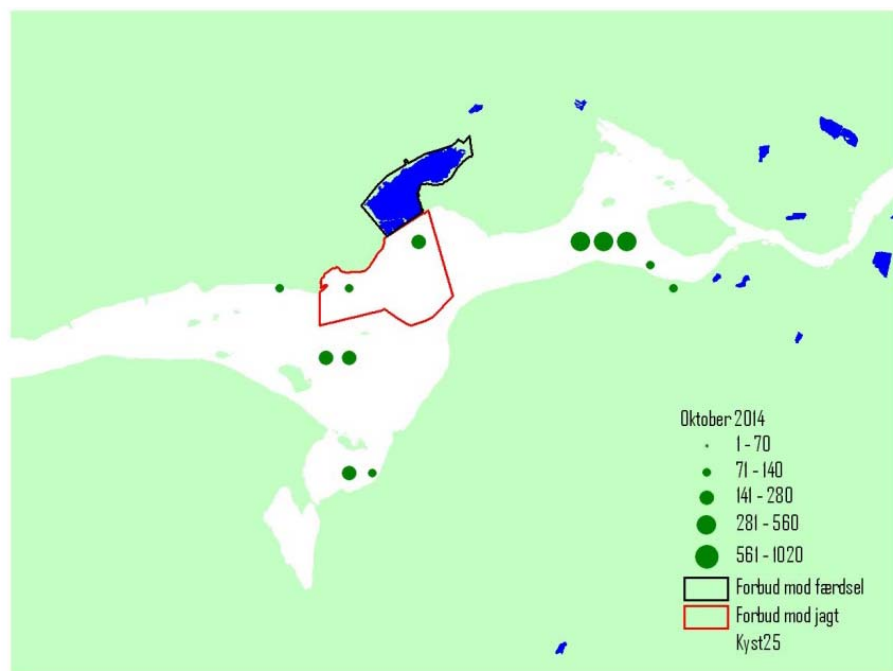 Oktober 2014
1 - 70
71 - 140
141 - 280
281 - 560
561 - 1020
Forbud mod færdsel
Forbud mod jagt
Kyst25